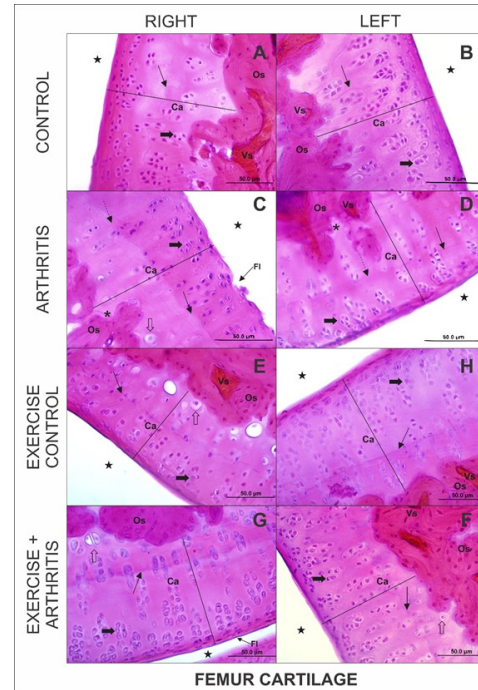 RIGHT LEFT
CONTROL
A
Os
Ca
Vs
50.0 µm
B
Vs
Ca
Os
50.0 µm
ARTHRITIS
C
Fl
Ca
*
Os
50.0 µm
D
Os Vs
*
Ca
50.0 µm
EXERCISE CONTROL
E
Vs
Os
Ca
50.0 µm
H
Ca
Vs
Os
50.0 µm
EXERCISE + ARTHRITIS
G
Os
Ca
Fl
50.0 µm
F
Vs
Os
Ca
50.0 µm
FEMUR CARTILAGE